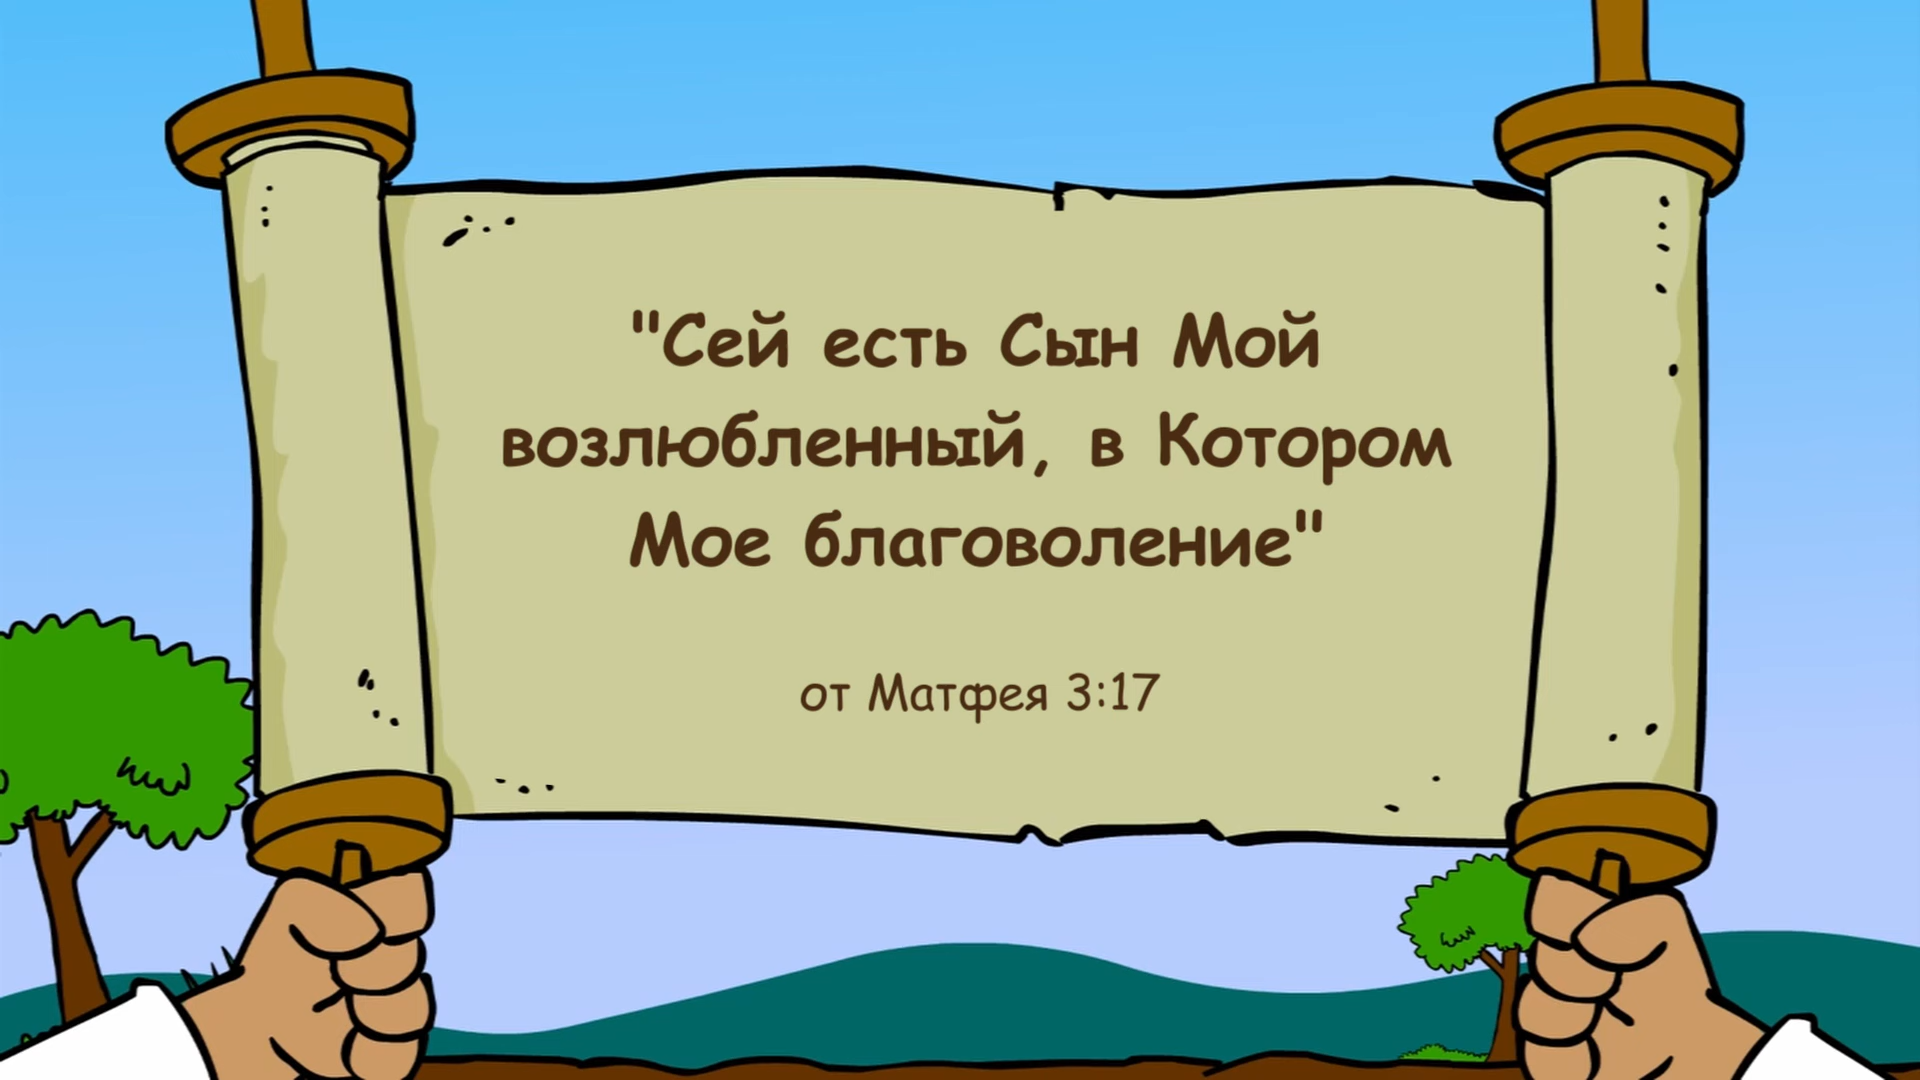 "Сей есть Сын Мой
возлюбленный, в Котором
Мое благоволение"
от Матфея 3:17